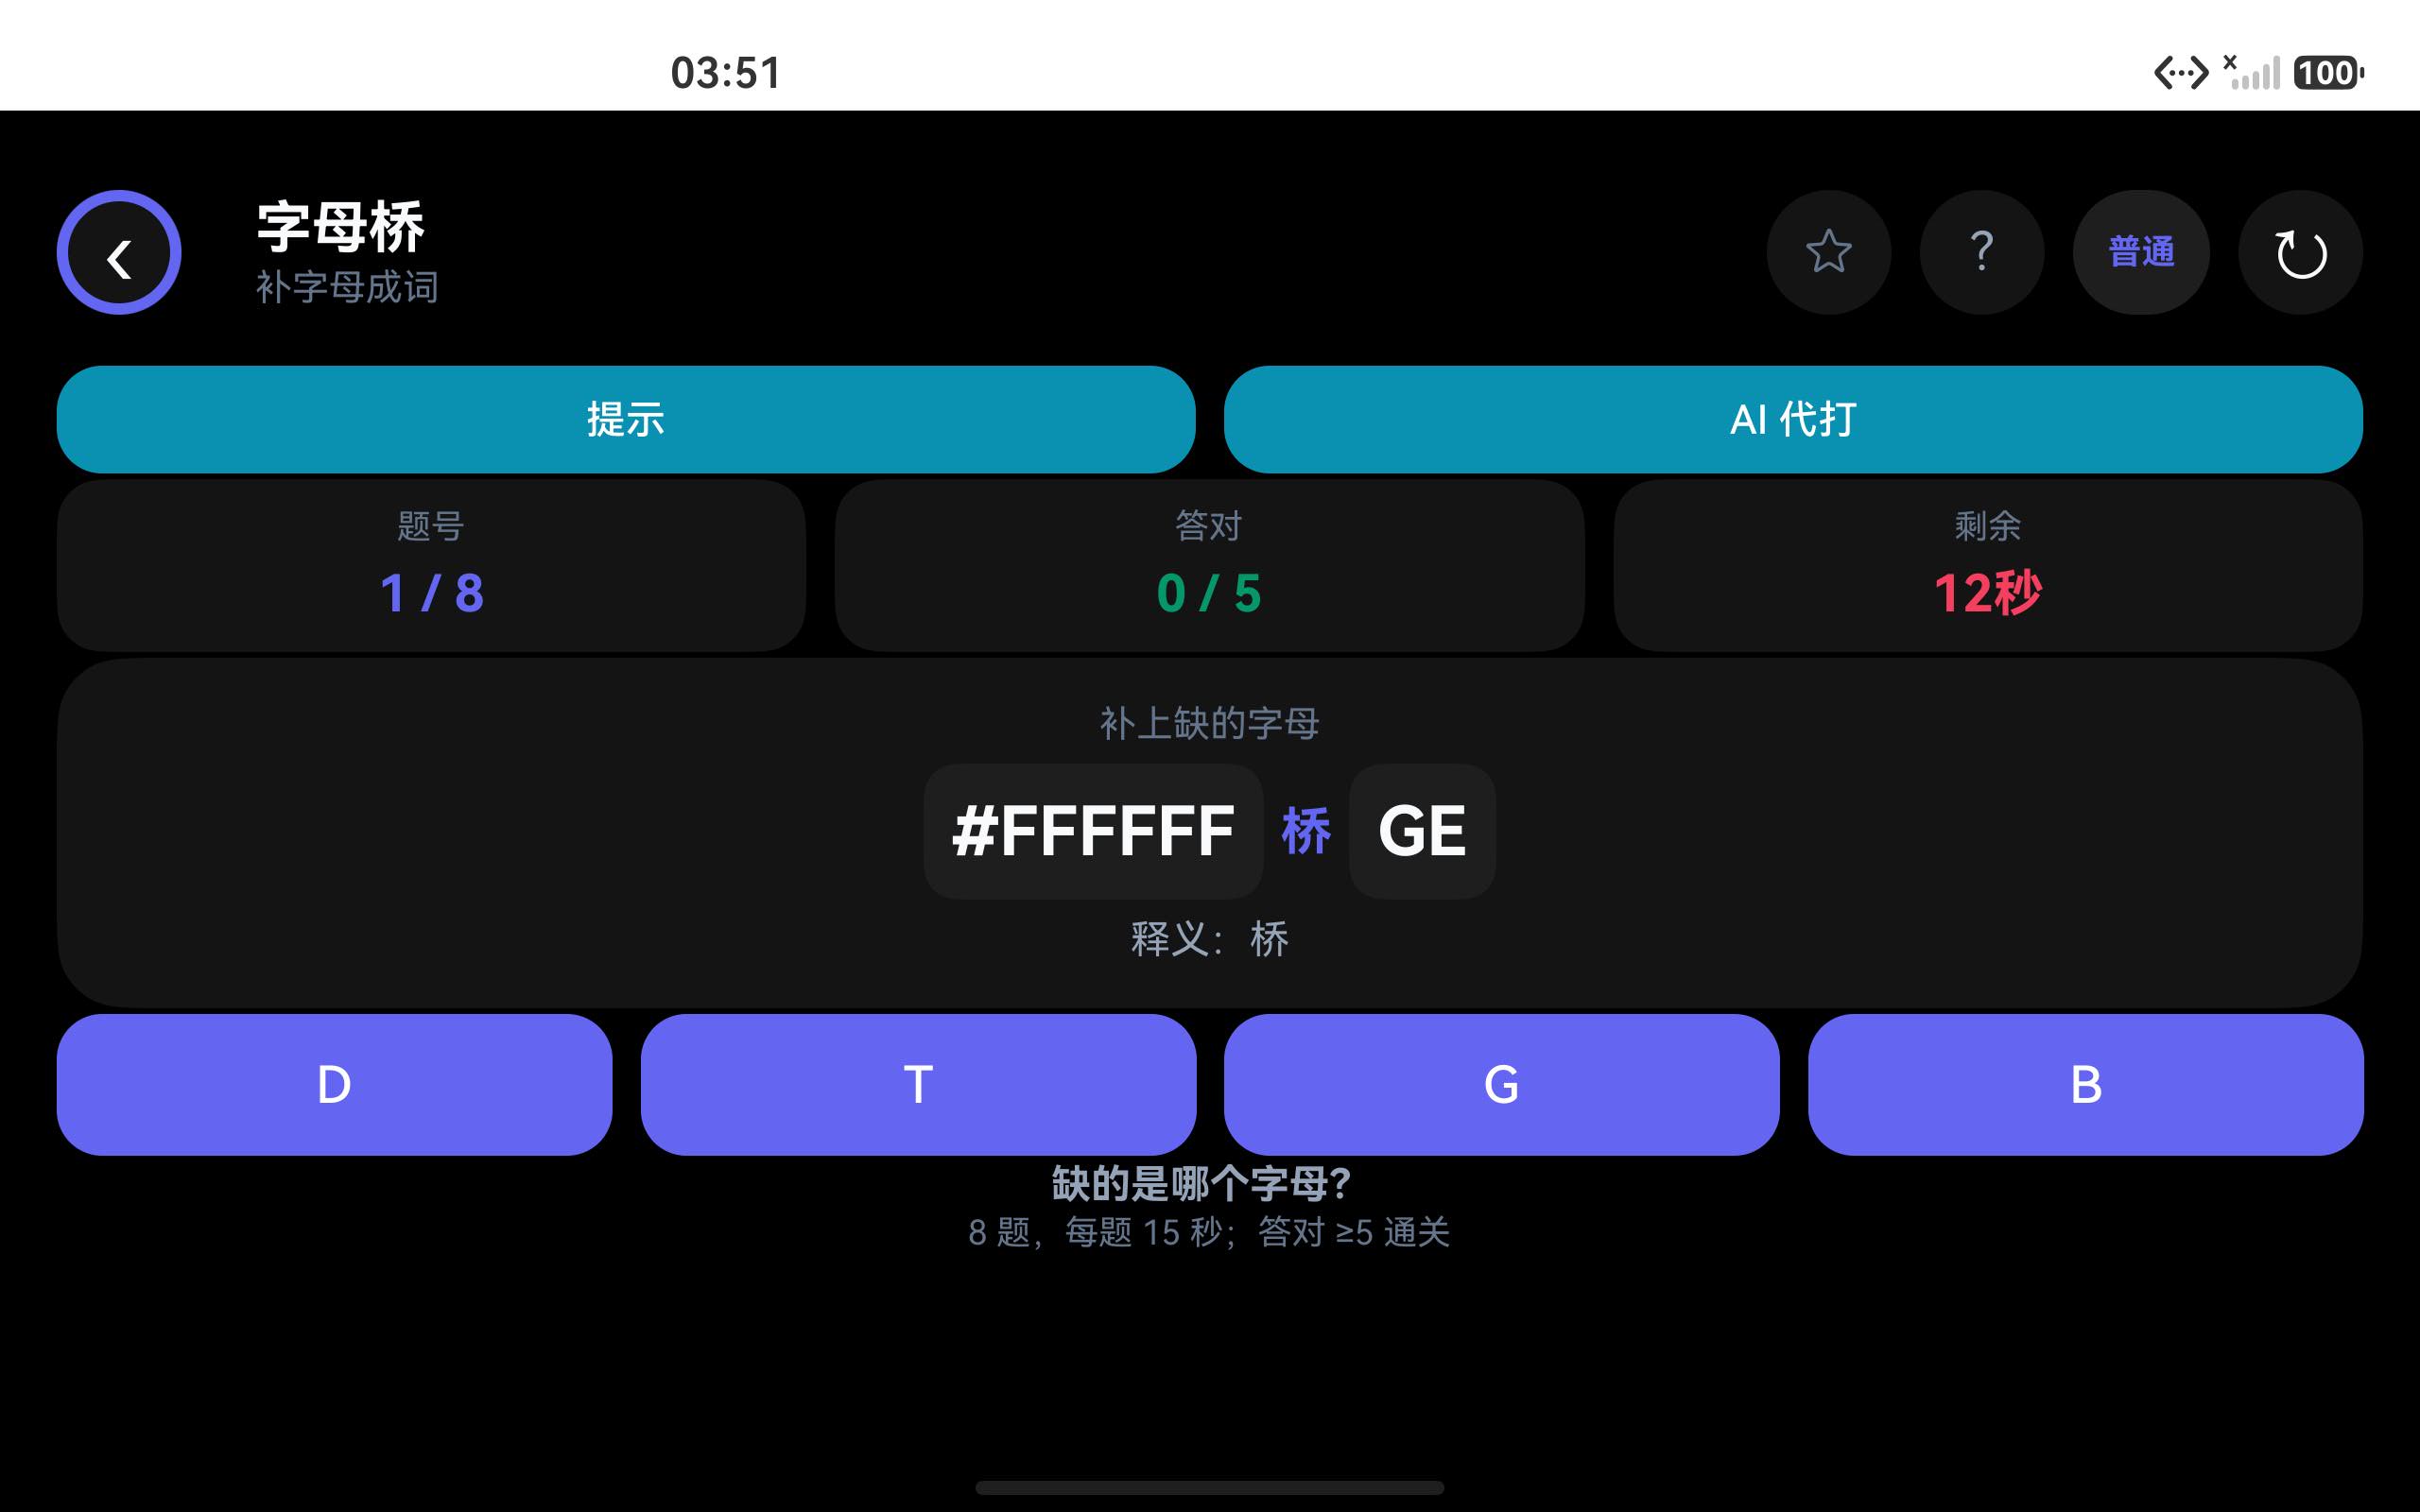 03:51
100
字母桥
补字母成词
?
普通
提示
AI 代打
题号
答对
剩余
1 / 8
0 / 5
12秒
补上缺的字母
#FFFFFF 桥 GE
释义：桥
D
T
G
B
缺的是哪个字母？
8 题，每题 15 秒；答对 ≥5 通关